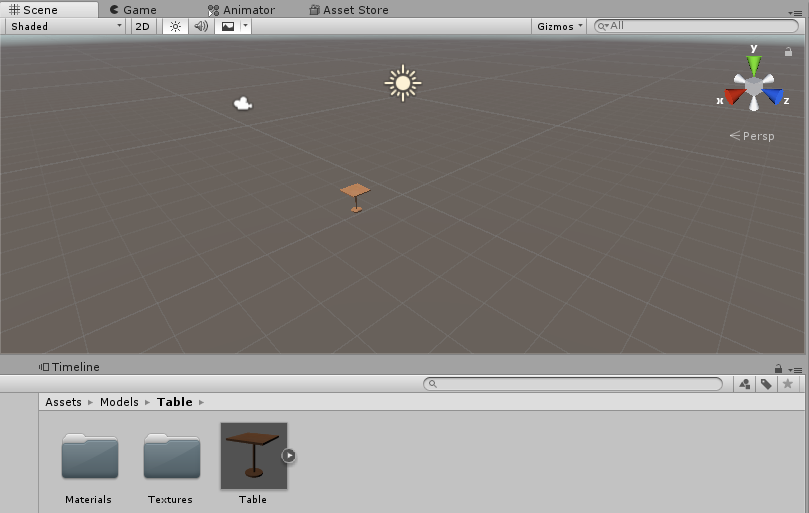 Scene Game Animator Asset Store
Shaded 2D Gizmos All
y
x z
Persp
Timeline
Assets Models Table
Materials Textures Table